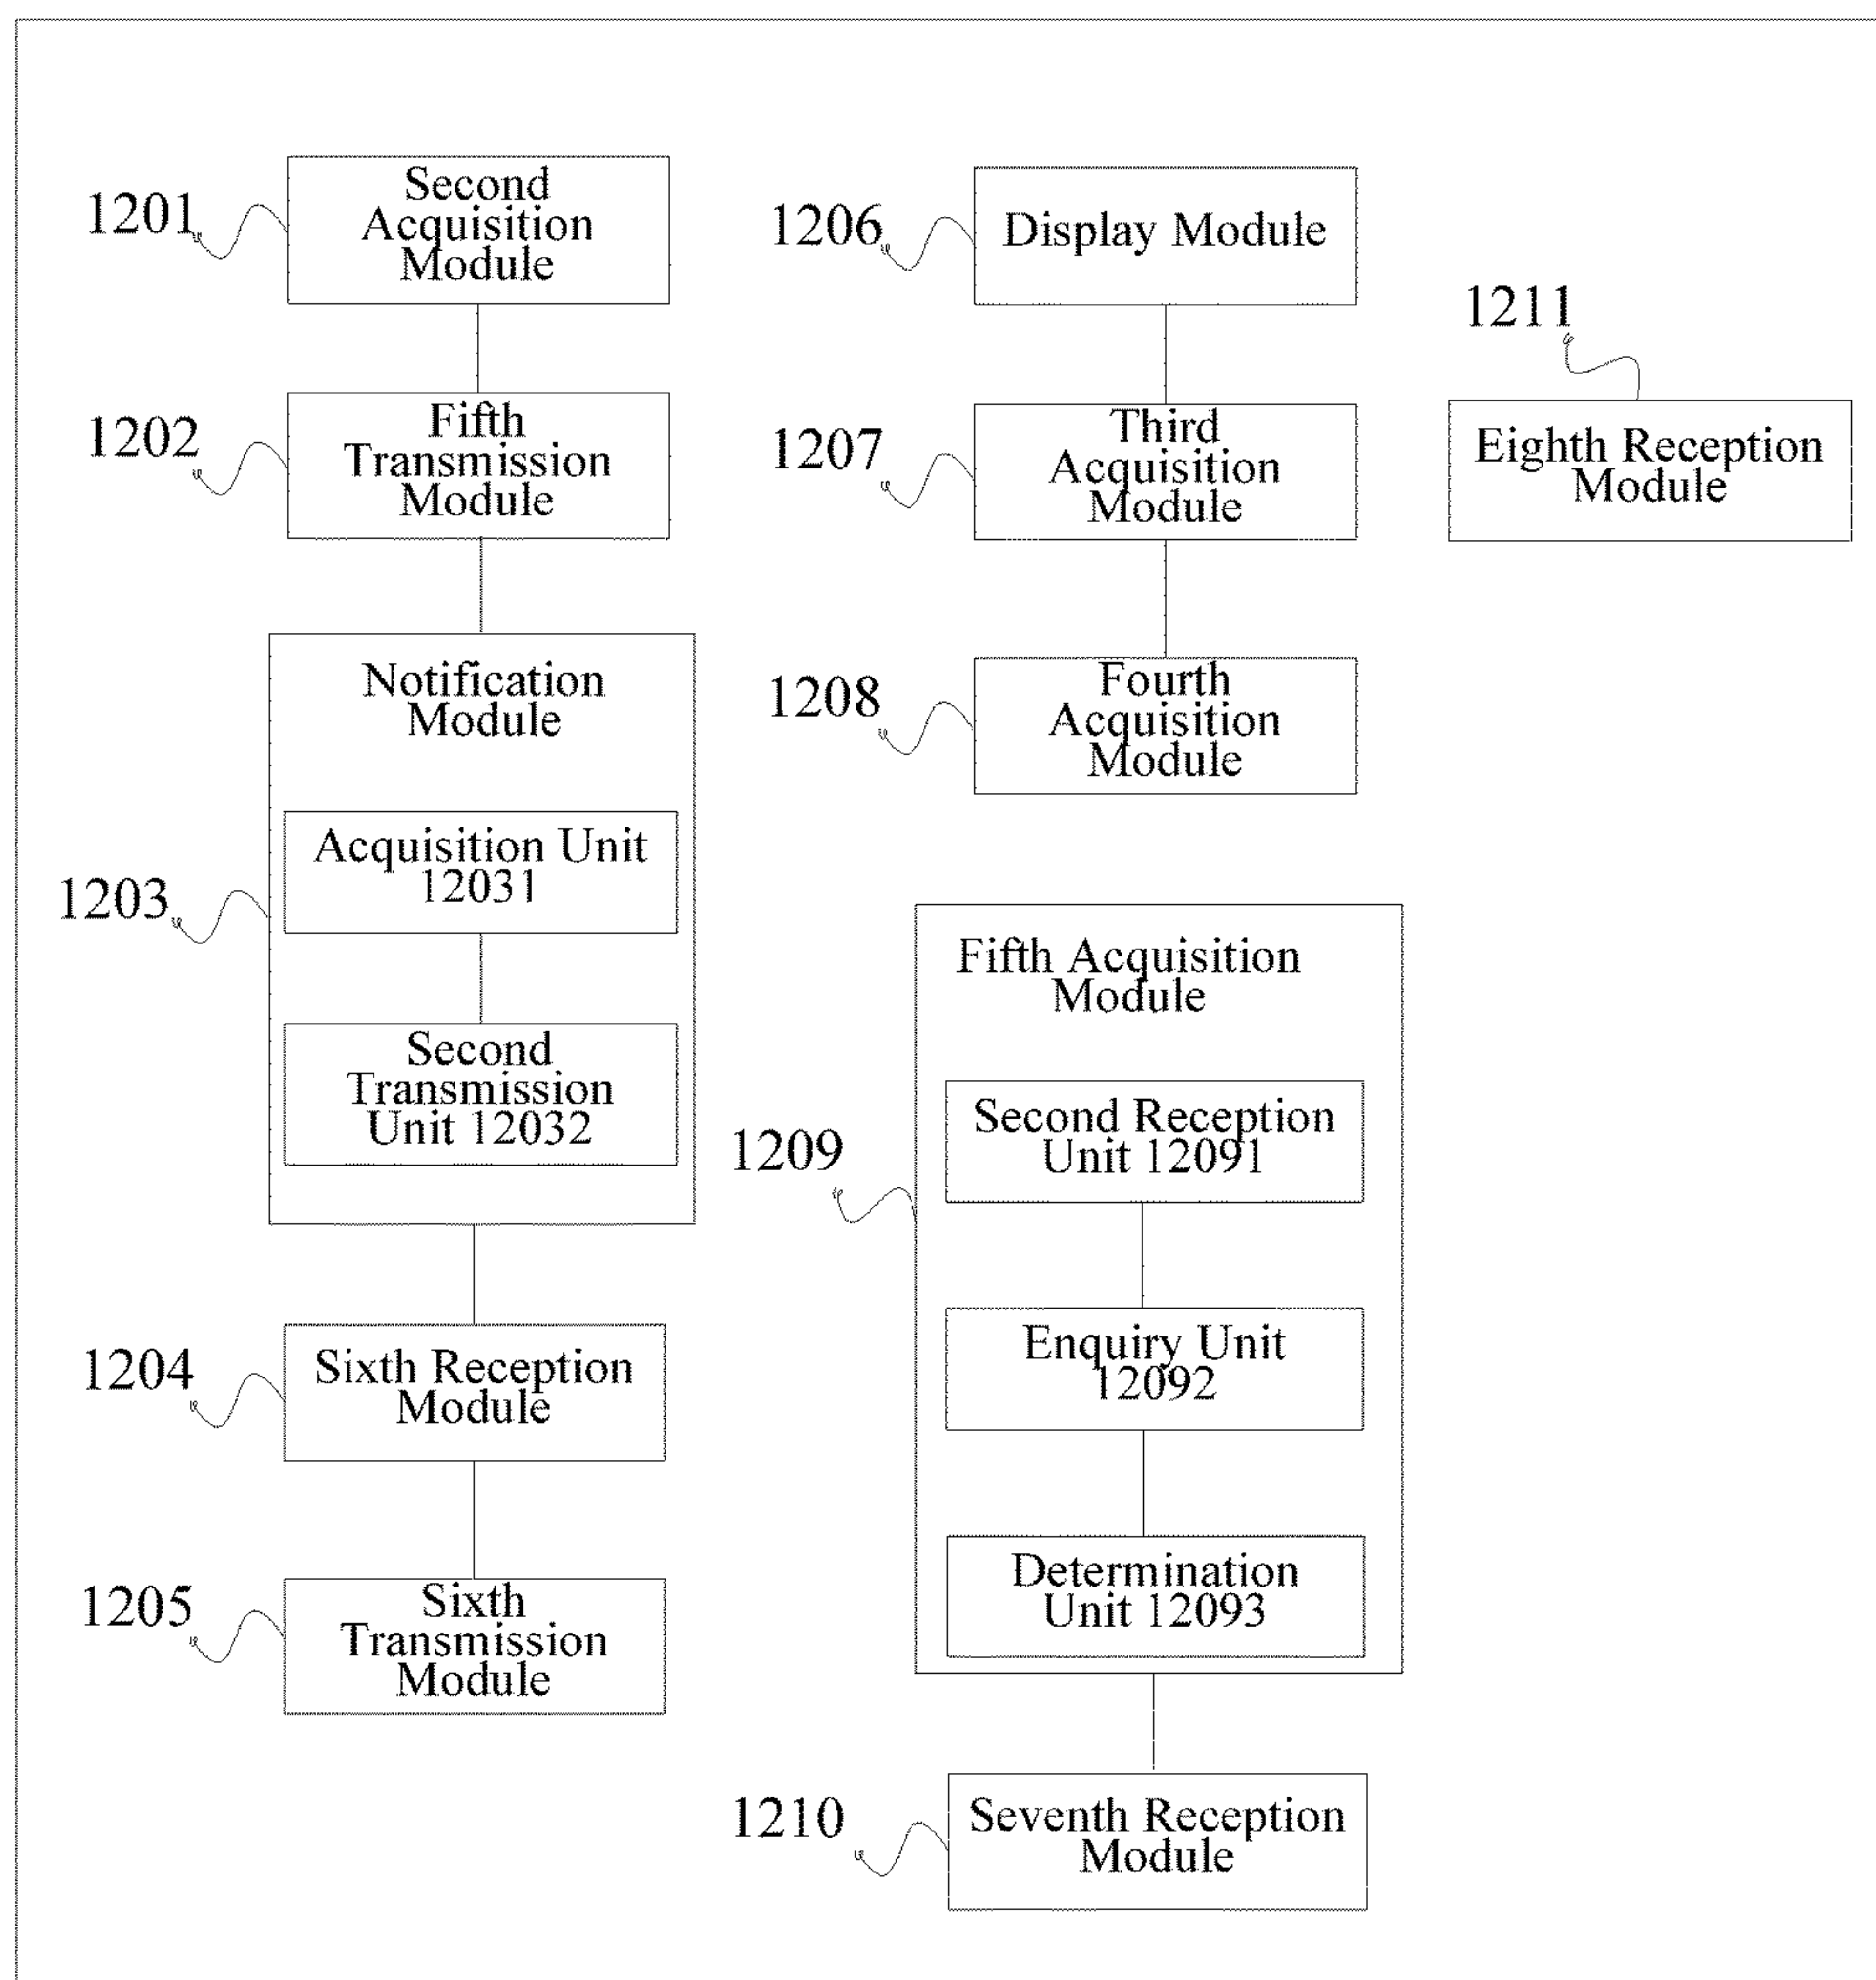 1201
Second
Acquisition
Module
1202
Fifth
Transmission
Module
1203
Notification
Module
Acquisition Unit
12031
Second
Transmission
Unit 12032
1204
Sixth Reception
Module
1205
Sixth
Transmission
Module
1206
Display Module
1207
Third
Acquisition
Module
1208
Fourth
Acquisition
Module
1209
Fifth Acquisition
Module
Second Reception
Unit 12091
Enquiry Unit
12092
Determination
Unit 12093
1210
Seventh Reception
Module
1211
Eighth Reception
Module